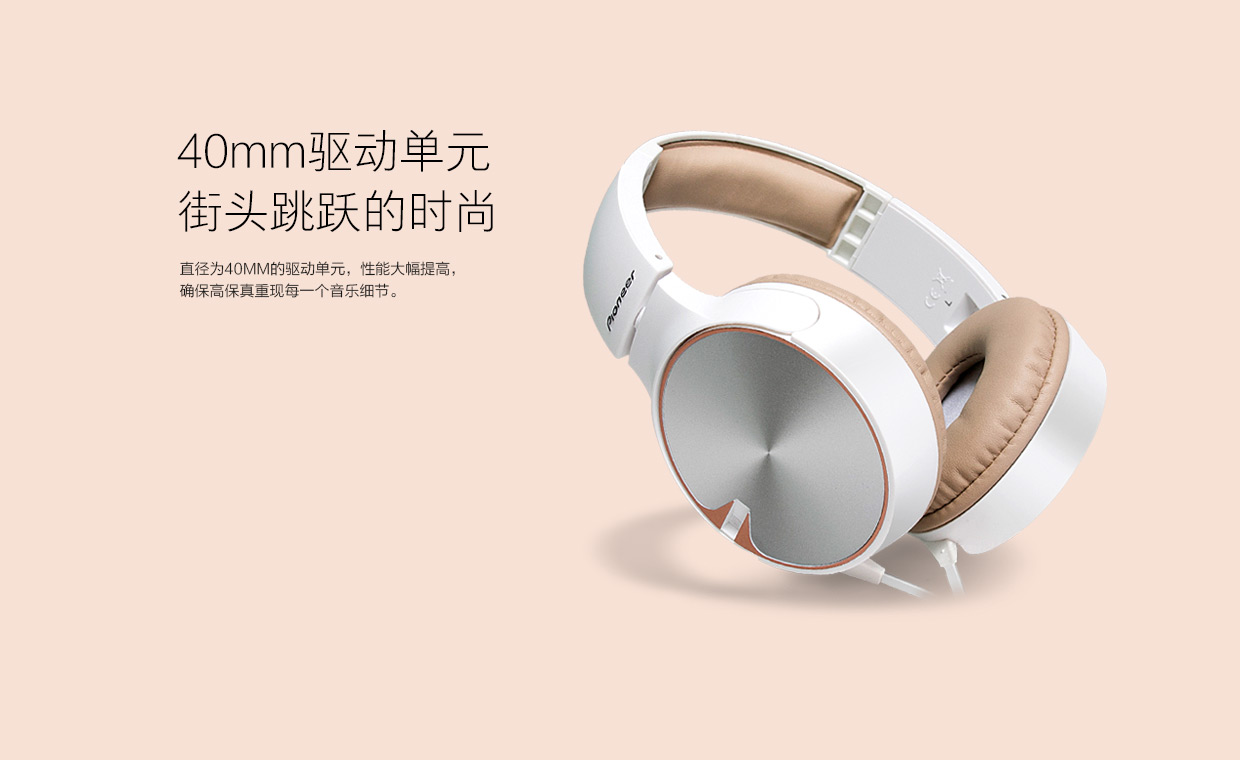 40mm驱动单元
街头跳跃的时尚
直径为40MM的驱动单元，性能大幅提高，
确保高保真重现每一个音乐细节。
Pioneer
CE
L